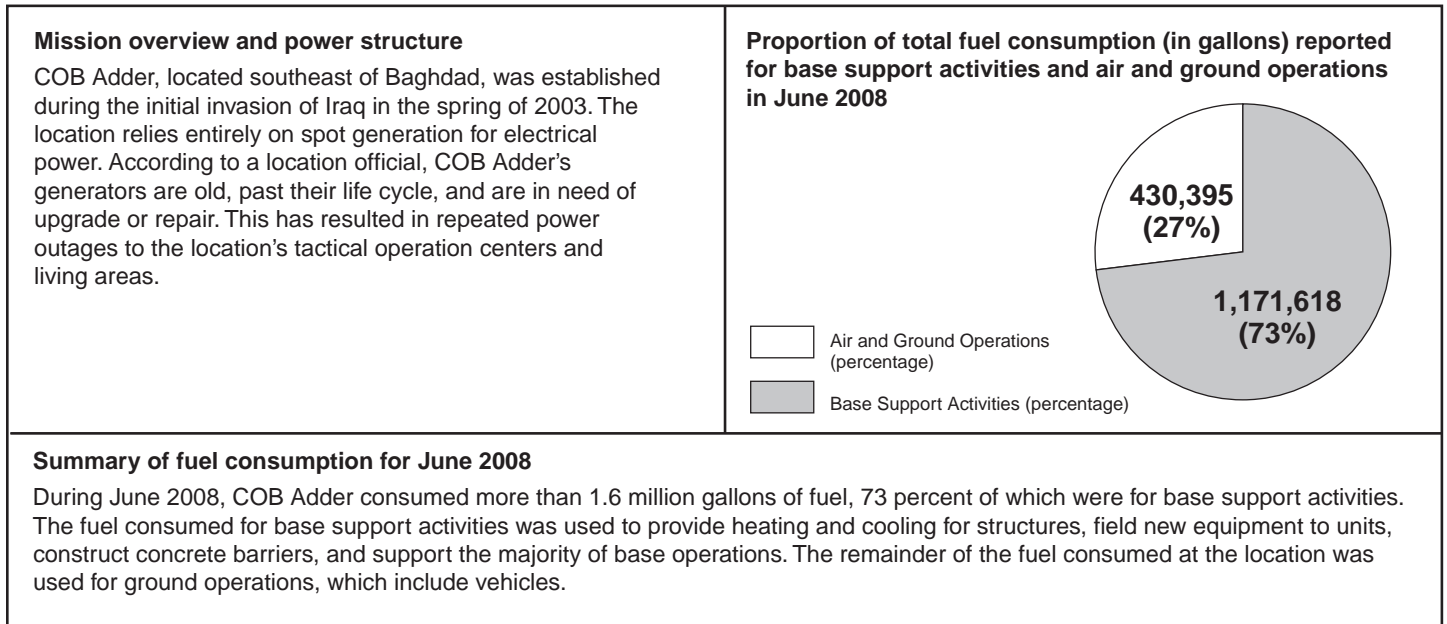 Mission overview and power structure
COB Adder, located southeast of Baghdad, was established
during the initial invasion of Iraq in the spring of 2003. The
location relies entirely on spot generation for electrical
power. According to a location official, COB Adder's
generators are old, past their life cycle, and are in need of
upgrade or repair. This has resulted in repeated power
outages to the location's tactical operation centers and
living areas.
Proportion of total fuel consumption (in gallons) reported
for base support activities and air and ground operations
in June 2008
430,395
(27%)
1,171,618
(73%)
Air and Ground Operations
(percentage)
Base Support Activities (percentage)
Summary of fuel consumption for June 2008
During June 2008, COB Adder consumed more than 1.6 million gallons of fuel, 73 percent of which were for base support activities.
The fuel consumed for base support activities was used to provide heating and cooling for structures, field new equipment to units,
construct concrete barriers, and support the majority of base operations. The remainder of the fuel consumed at the location was
used for ground operations, which include vehicles.